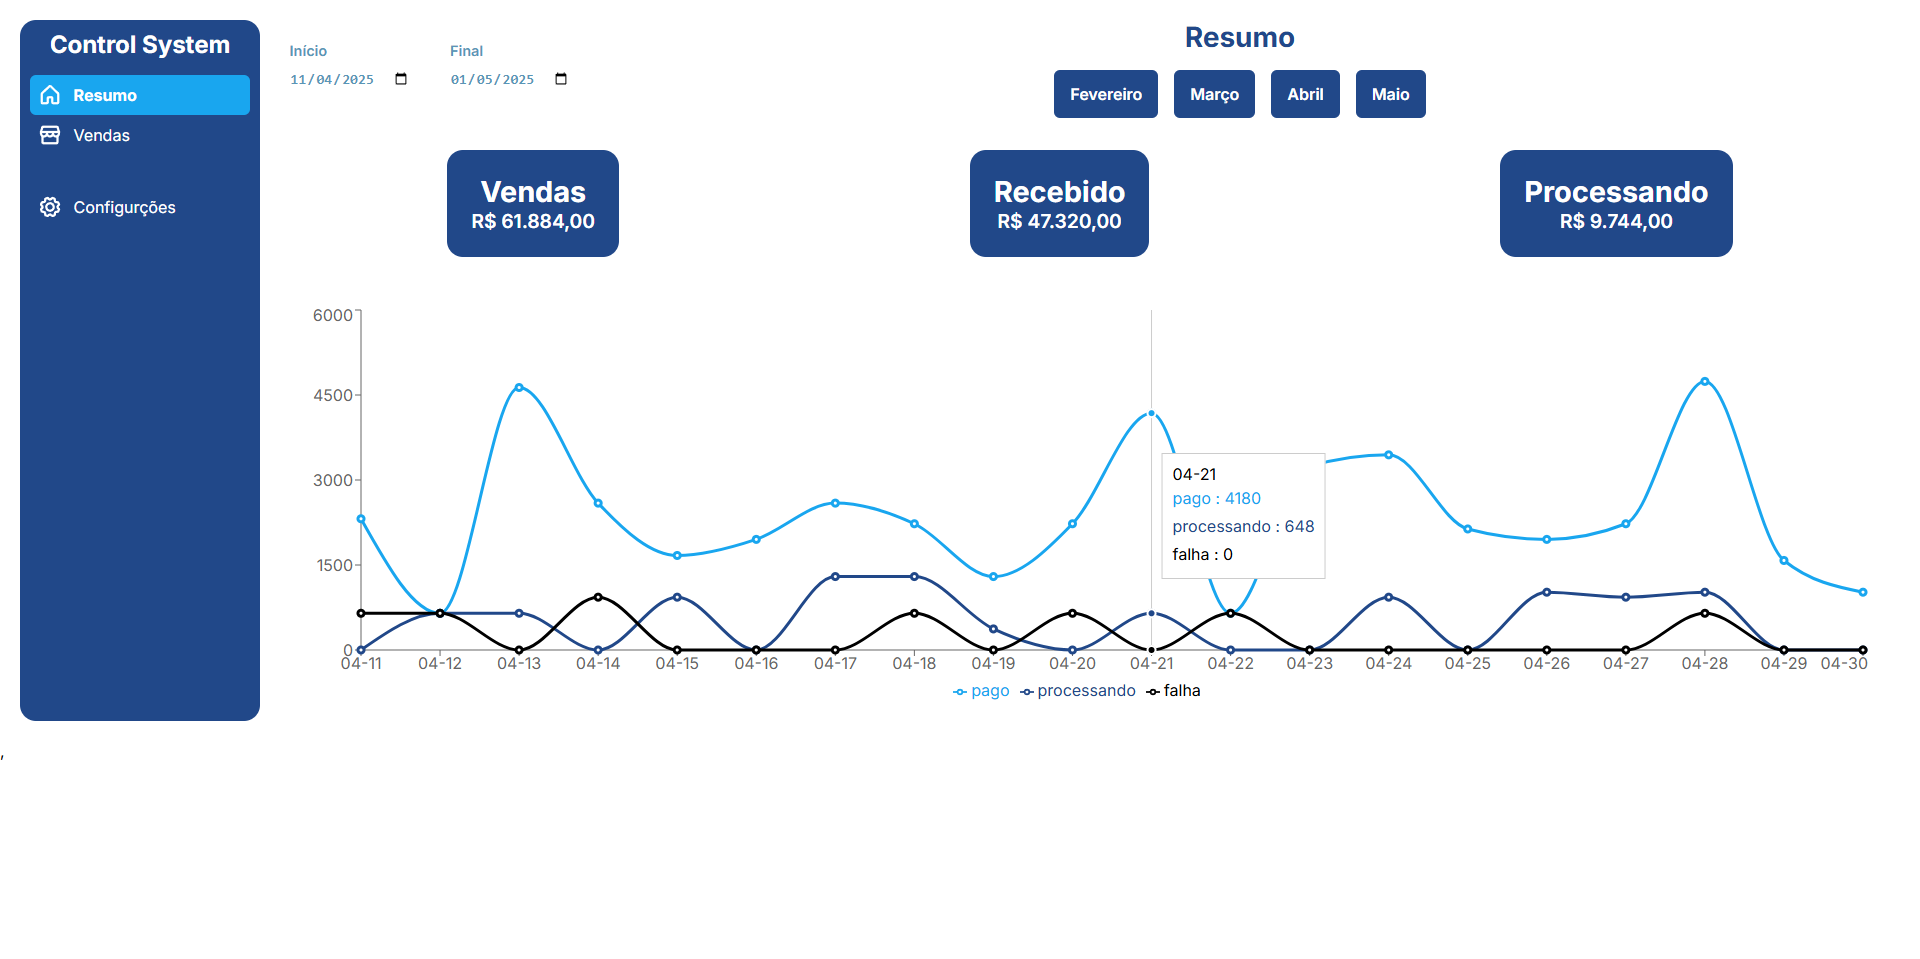 Control System
Resumo
Vendas
Configurções
Início
Final
11/04/2025
01/05/2025
Resumo
Fevereiro
Março
Abril
Maio
Vendas
R$ 61.884,00
Recebido
R$ 47.320,00
Processando
R$ 9.744,00
6000
4500
3000
1500
0
04-21
pago : 4180
processando : 648
falha : 0
04-11 04-12 04-13 04-14 04-15 04-16 04-17 04-18 04-19 04-20 04-21 04-22 04-23 04-24 04-25 04-26 04-27 04-28 04-29 04-30
pago processando falha
,